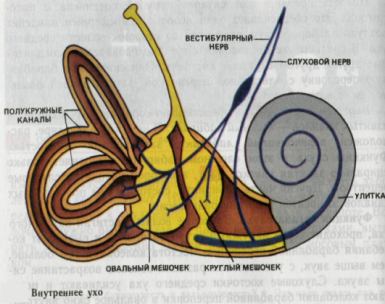 ВЕСТИБУЛЯРНЫЙ
НЕРВ
СЛУХОВОЙ НЕРВ
ПОЛУКРУЖНЫЕ
КАНАЛЫ
УЛИТКА
ОВАЛЬНЫЙ МЕШОЧЕК
КРУГЛЫЙ МЕШОЧЕК
Внутреннее ухо